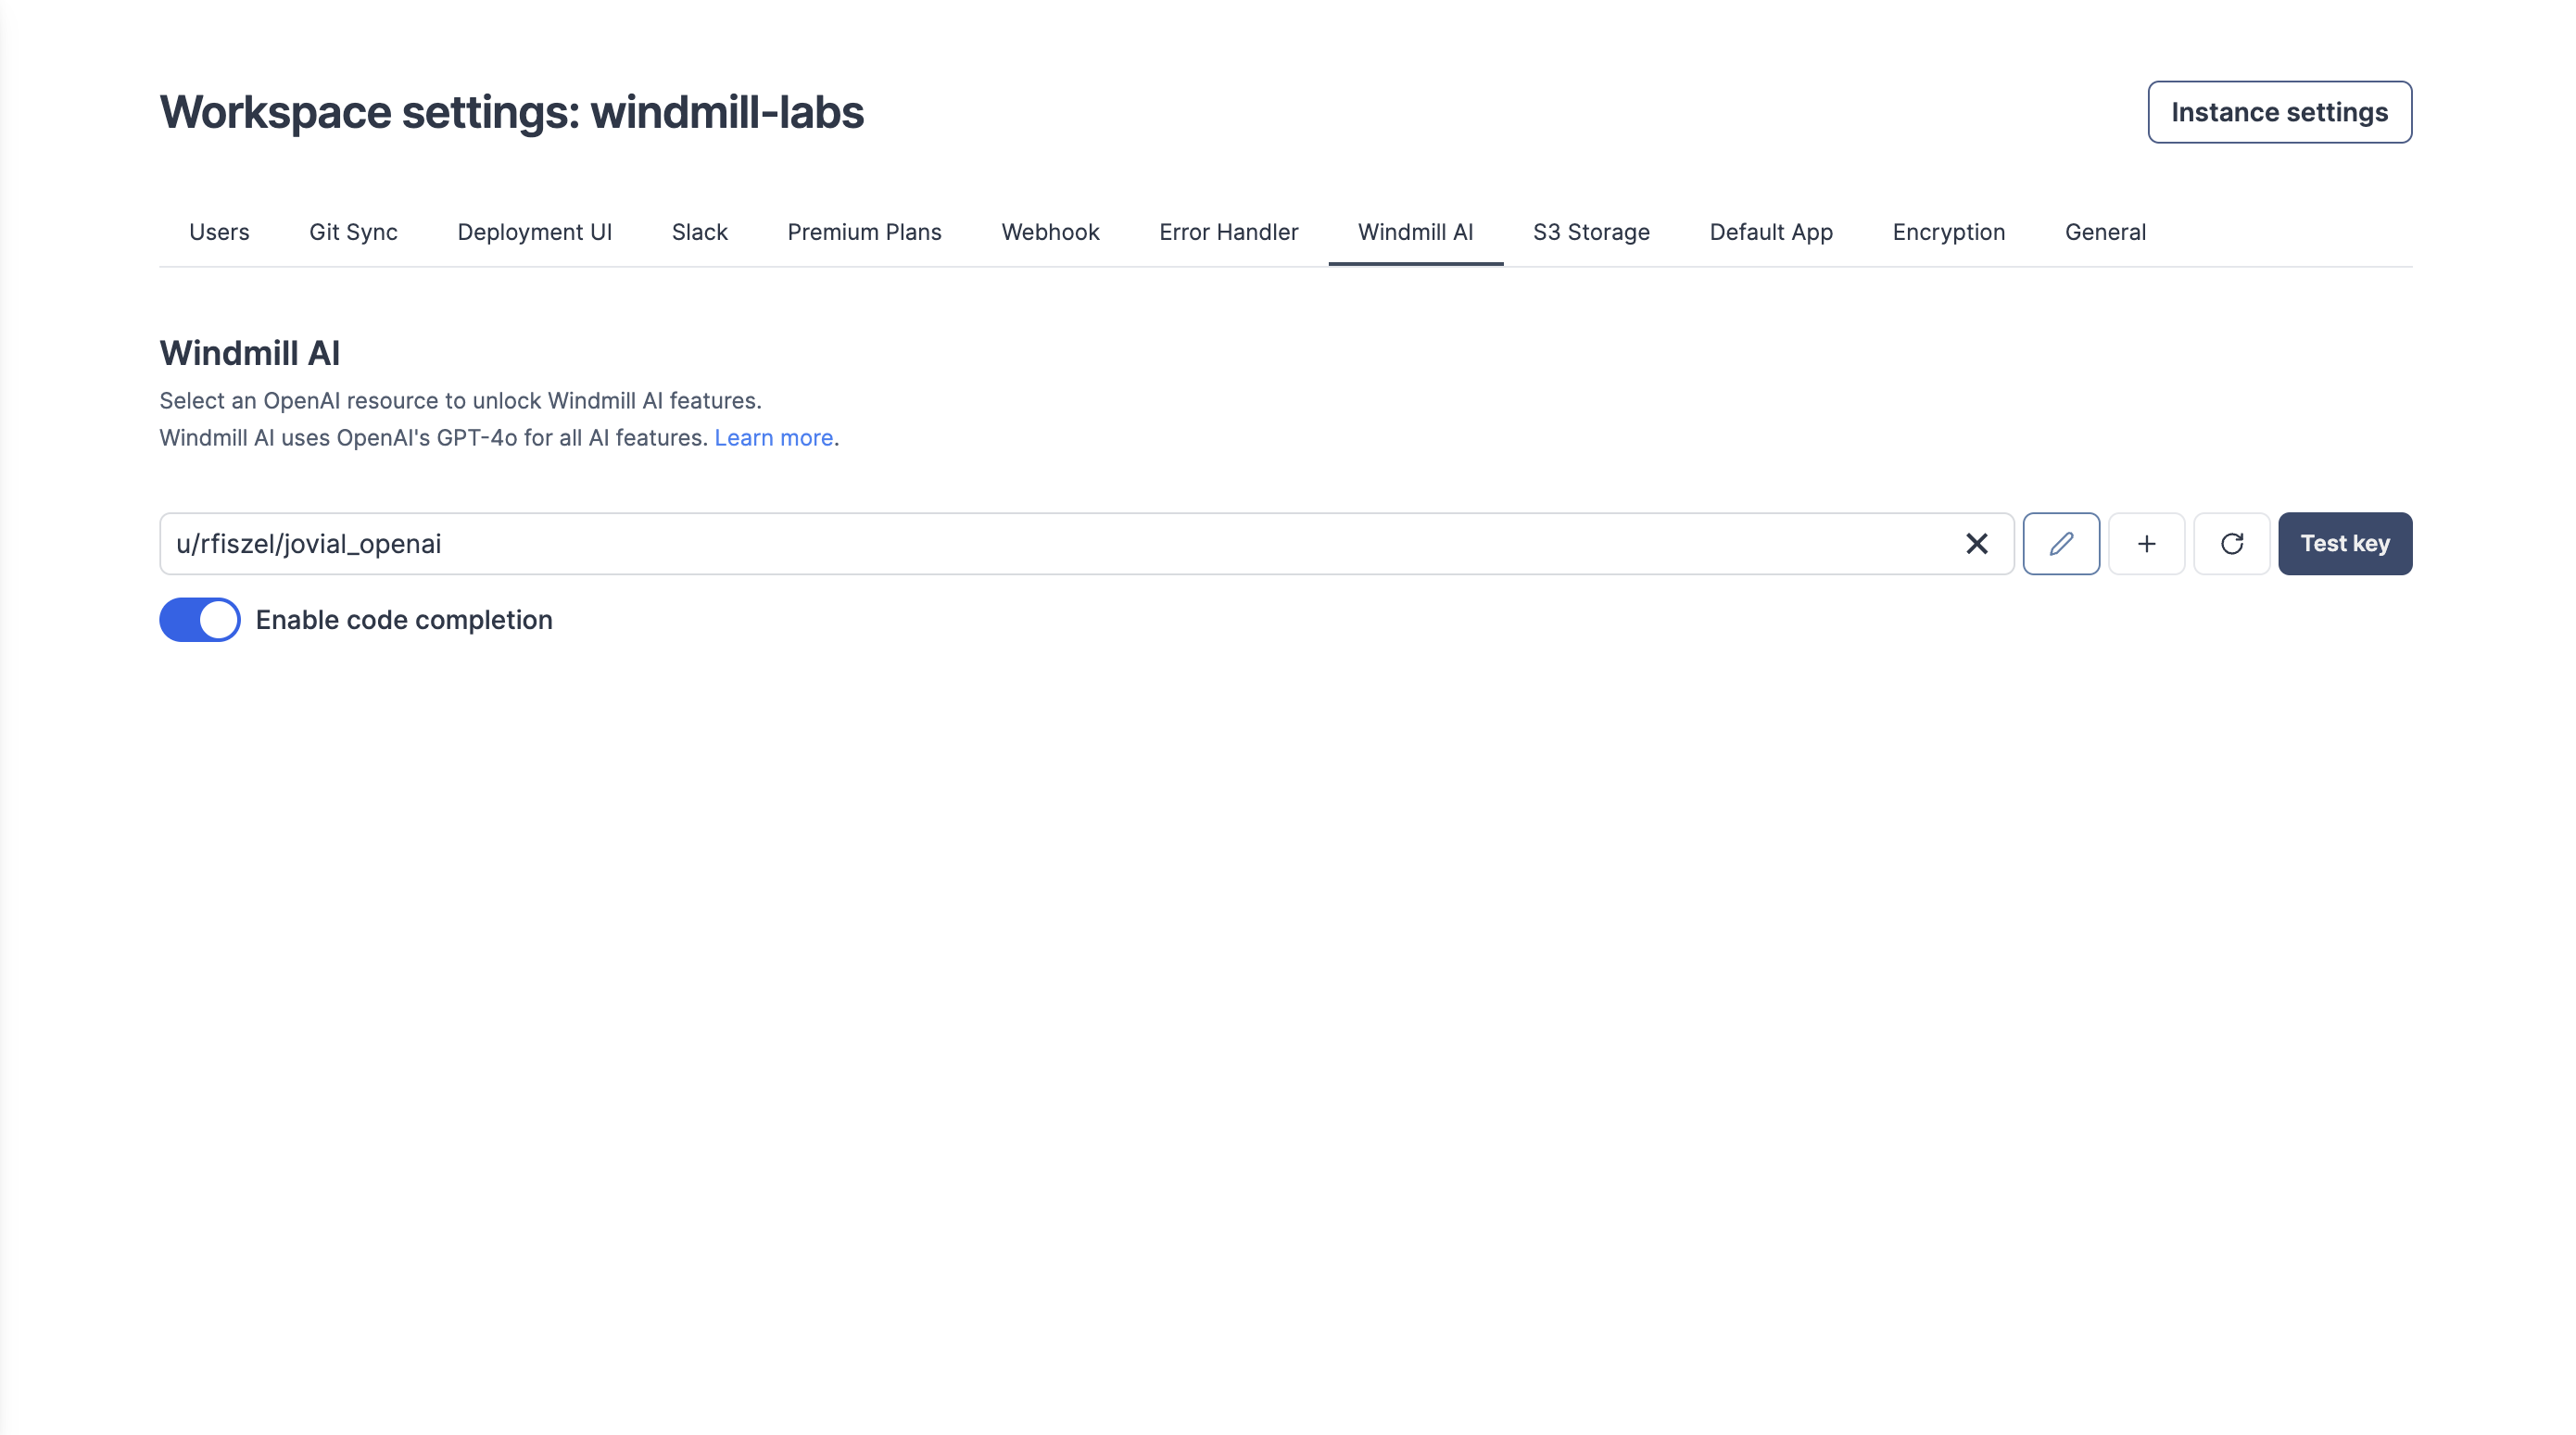 Workspace settings: windmill-labs
Instance settings
Users Git Sync Deployment UI Slack Premium Plans Webhook Error Handler Windmill AI S3 Storage Default App Encryption General
Windmill AI
Select an OpenAI resource to unlock Windmill AI features.
Windmill AI uses OpenAI's GPT-4o for all AI features. Learn more.
u/rfiszel/jovial_openai
Test key
Enable code completion